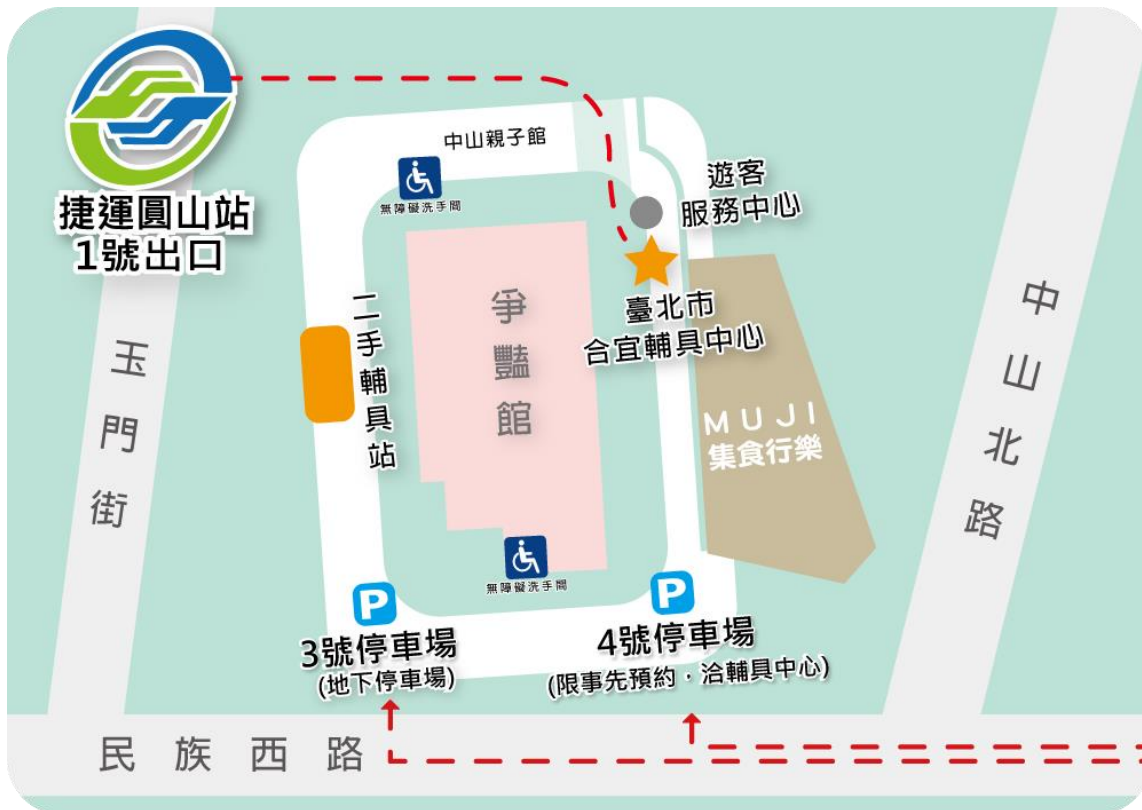 捷運圓山站
1號出口
中山親子館
無障礙洗手間
遊客
服務中心
臺北市
合宜輔具中心
二手輔具站
爭豔館
玉門街
MUJI
集食行樂
中山北路
無障礙洗手間
P
3號停車場
(地下停車場)
P
4號停車場
(限事先預約‧洽輔具中心)
民族西路